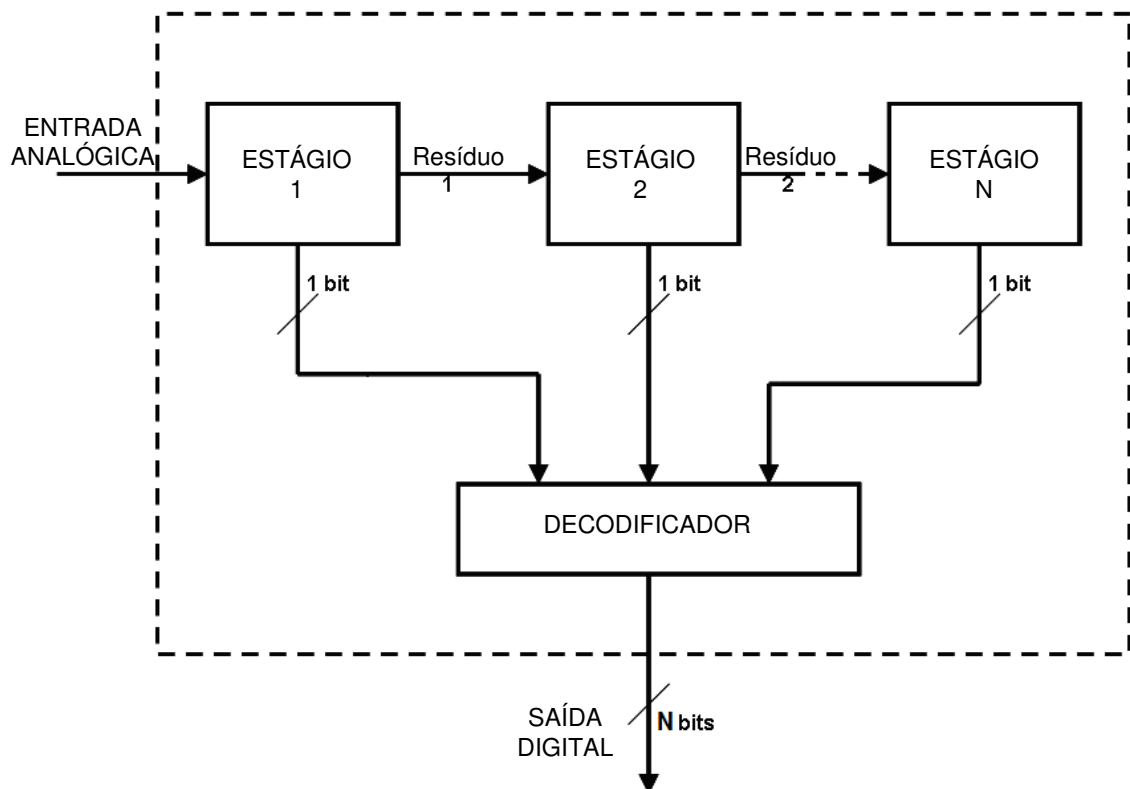 ENTRADA
ANALÓGICA
ESTÁGIO
1
Resíduo
1
ESTÁGIO
2
Resíduo
2
ESTÁGIO
N
1 bit
1 bit
1 bit
DECODIFICADOR
SAÍDA
DIGITAL
N bits